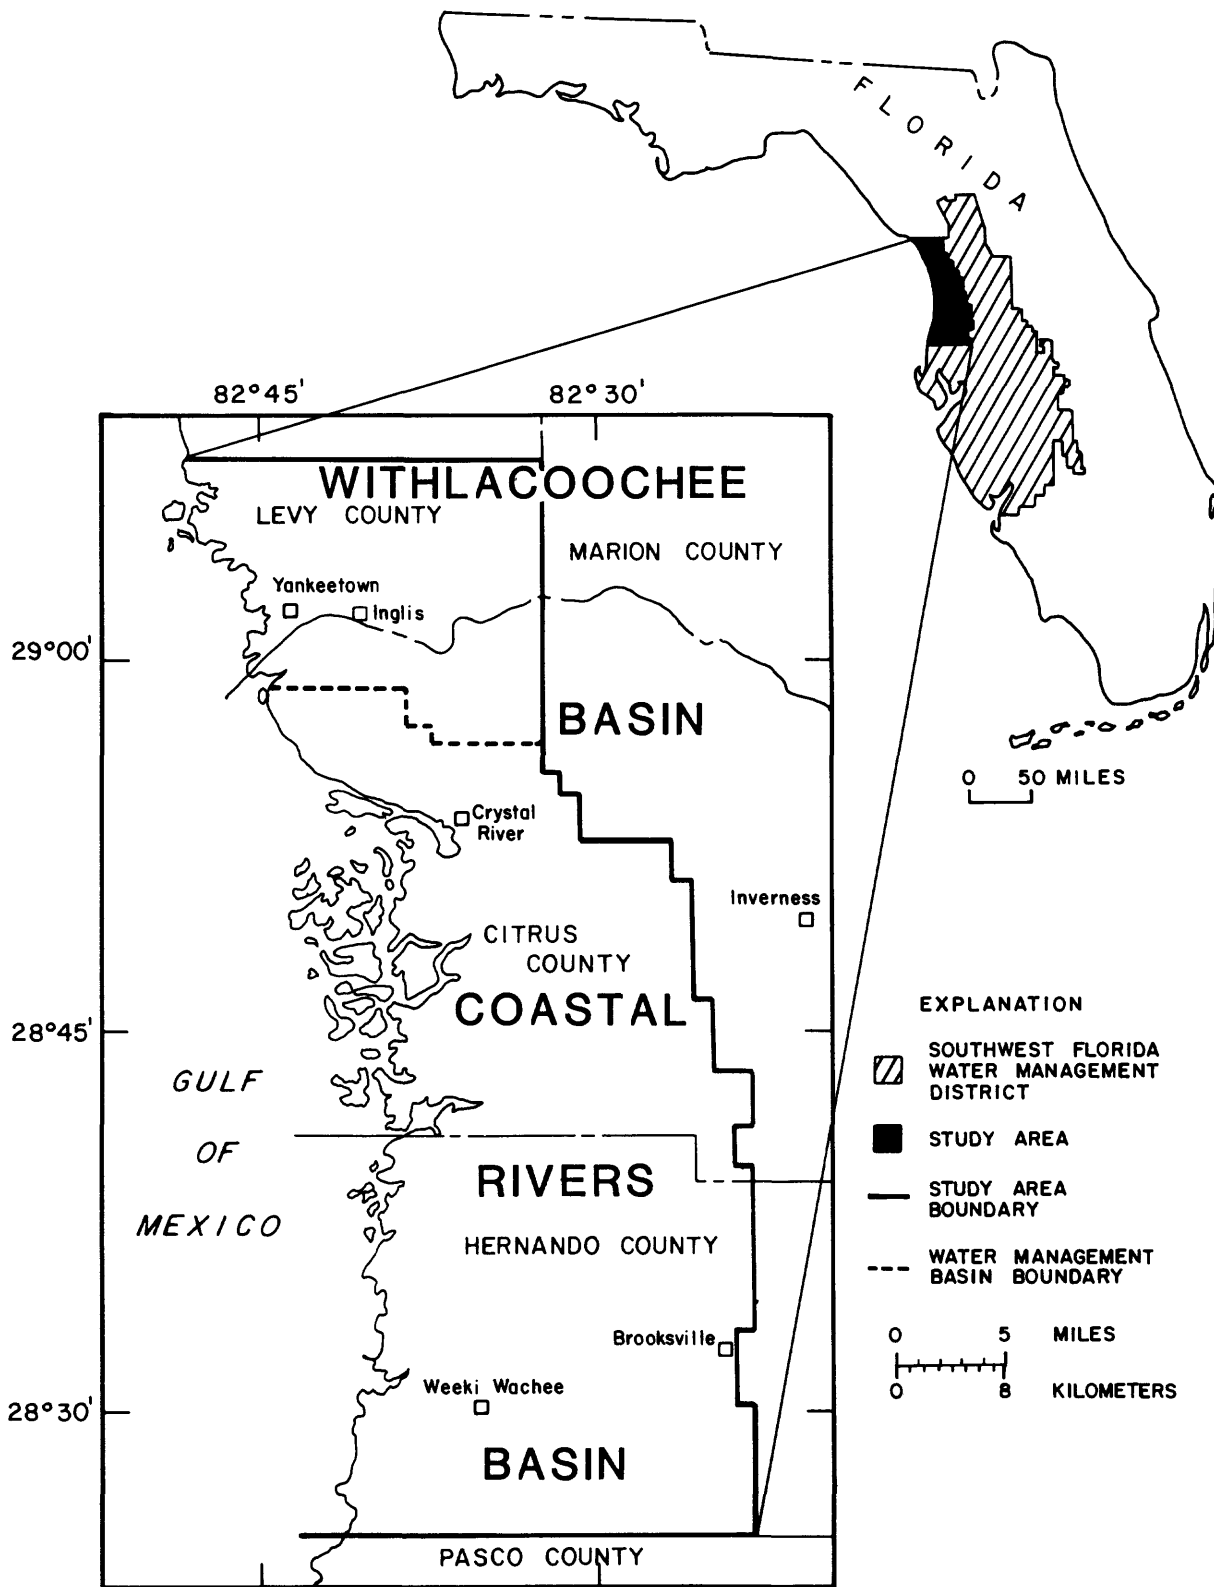 FLORIDA
82°45'
82°30'
WITHLACOOCHEE
LEVY COUNTY
MARION COUNTY
Yankeetown
Inglis
29°00'
BASIN
0 50 MILES
Crystal
River
Inverness
CITRUS
COUNTY
COASTAL
28°45'
GULF
OF
MEXICO
RIVERS
HERNANDO COUNTY
Brooksville
Weeki Wachee
28°30'
BASIN
PASCO COUNTY
EXPLANATION
SOUTHWEST FLORIDA
WATER MANAGEMENT
DISTRICT
STUDY AREA
STUDY AREA
BOUNDARY
WATER MANAGEMENT
BASIN BOUNDARY
0 5 MILES
0 8 KILOMETERS